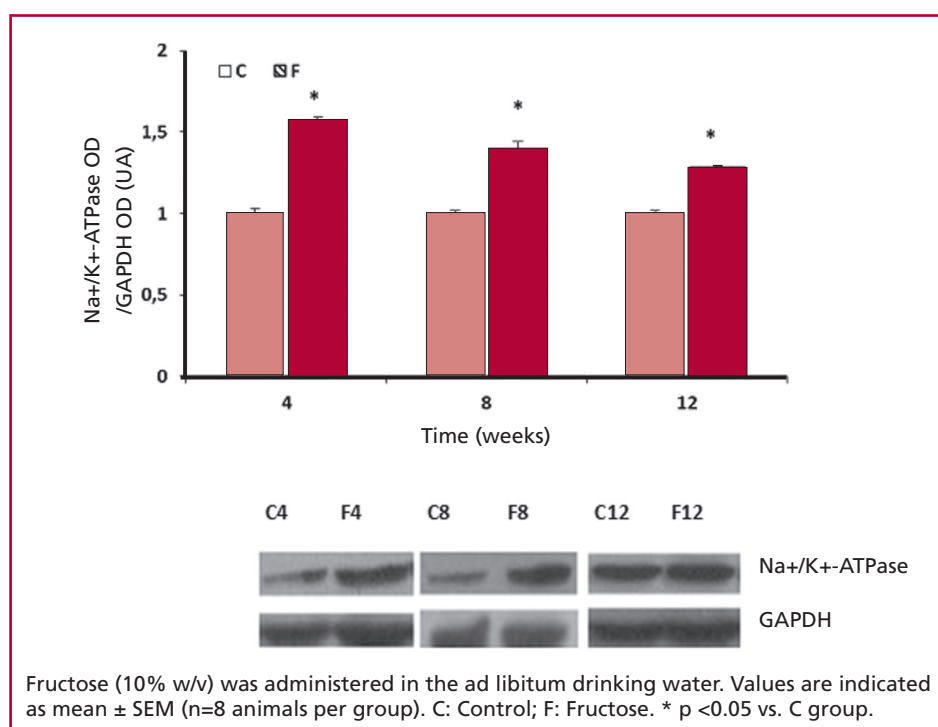 2
C F
*
*
*
1,5
1
0,5
0
Na+/K+-ATPase OD
/GAPDH OD (UA)
4 8 12
Time (weeks)
C4 F4 C8 F8 C12 F12
Na+/K+-ATPase
GAPDH
Fructose (10% w/v) was administered in the ad libitum drinking water. Values are indicated
as mean ± SEM (n=8 animals per group). C: Control; F: Fructose. * p <0.05 vs. C group.